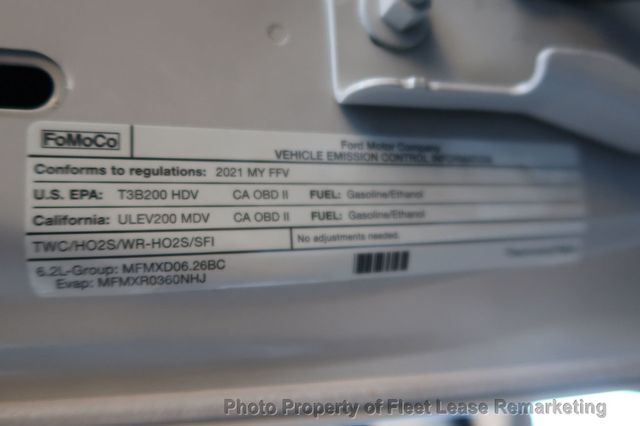 FoMoCo
Ford Motor Company
VEHICLE EMISSION CONTROL INFORMATION
Conforms to regulations: 2021 MY FFV
U.S. EPA: T3B200 HDV CA OBD II FUEL: Gasoline/Ethanol
California: ULEV200 MDV CA OBD II FUEL: Gasoline/Ethanol
TWC/HO2S/WR-HO2S/SFI No adjustments needed.
6.2L-Group: MFMXD06.26BC
Evap: MFMXR0360NHJ
Photo Property of Fleet Lease Remarketing